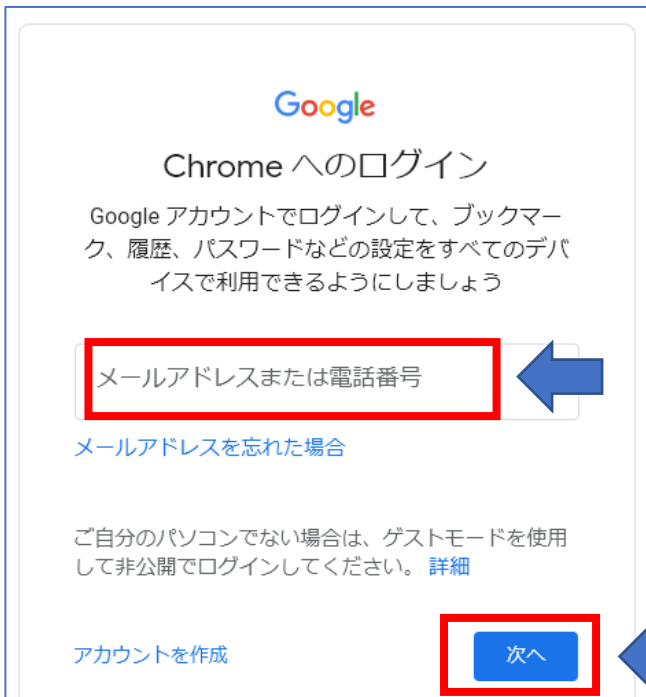 Google
Chrome へのログイン
Google アカウントでログインして、ブックマー
ク、履歴、パスワードなどの設定をすべてのデバ
イスで利用できるようにしましょう
メールアドレスまたは電話番号
メールアドレスを忘れた場合
ご自分のパソコンでない場合は、ゲストモードを使用
して非公開でログインしてください。 詳細
アカウントを作成 次へ